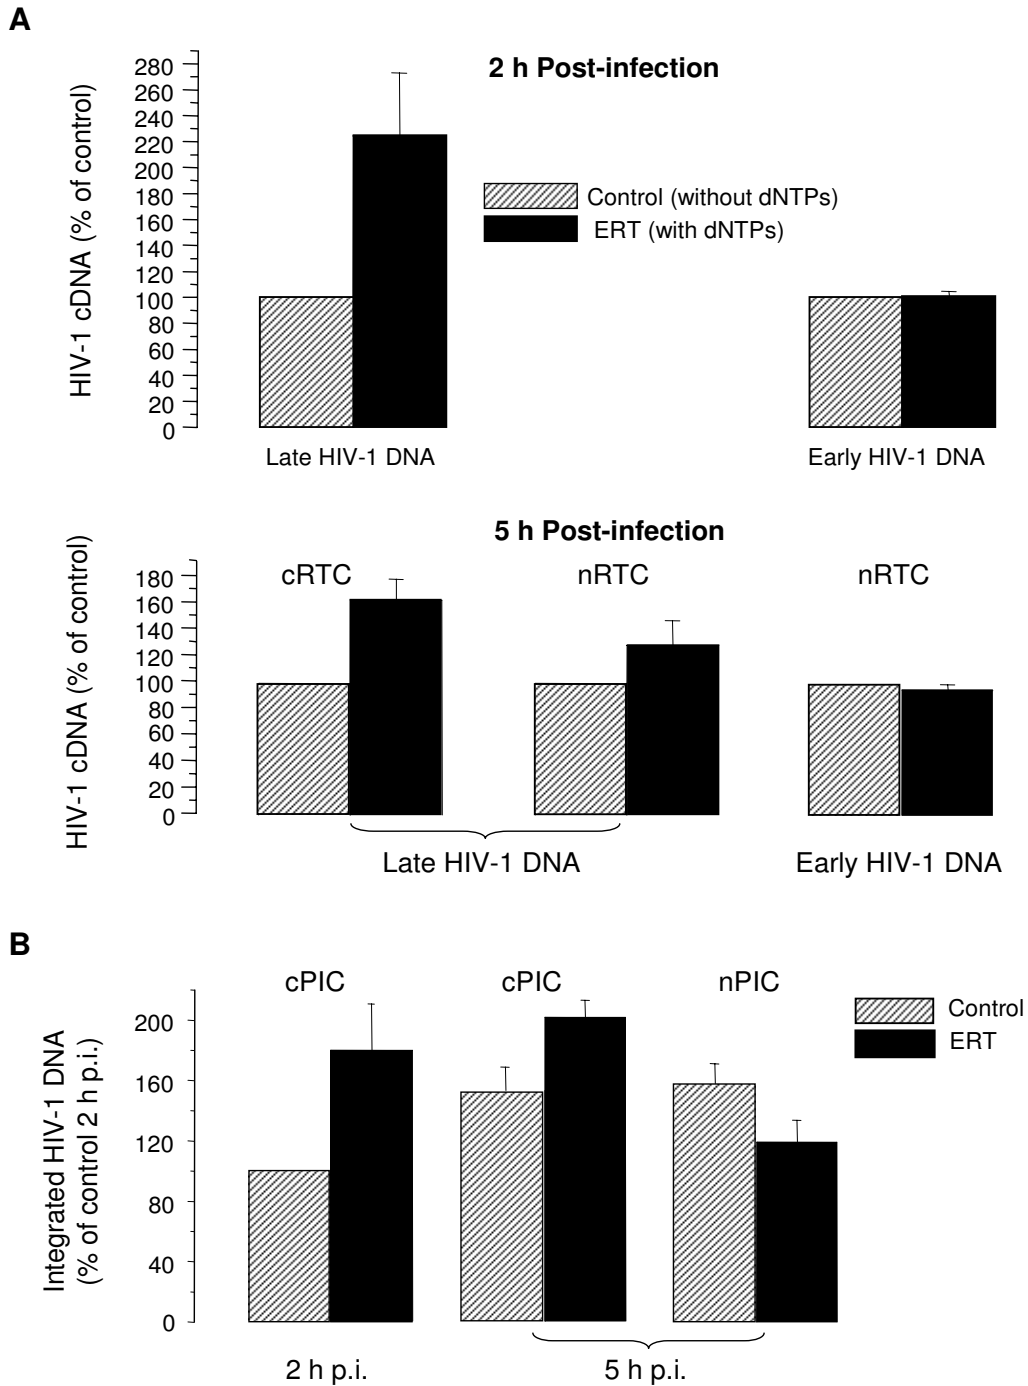 A
2 h Post-infection
HIV-1 cDNA (% of control)
280
260
240
220
200
180
160
140
120
100
80
60
40
20
0
Control (without dNTPs)
ERT (with dNTPs)
Late HIV-1 DNA
Early HIV-1 DNA
5 h Post-infection
HIV-1 cDNA (% of control)
180
160
140
120
100
80
60
40
20
0
cRTC
nRTC
nRTC
Late HIV-1 DNA
Early HIV-1 DNA
B
Integrated HIV-1 DNA
(% of control 2 h p.i.)
200
160
120
80
40
0
cPIC
cPIC
nPIC
Control
ERT
2 h p.i.
5 h p.i.